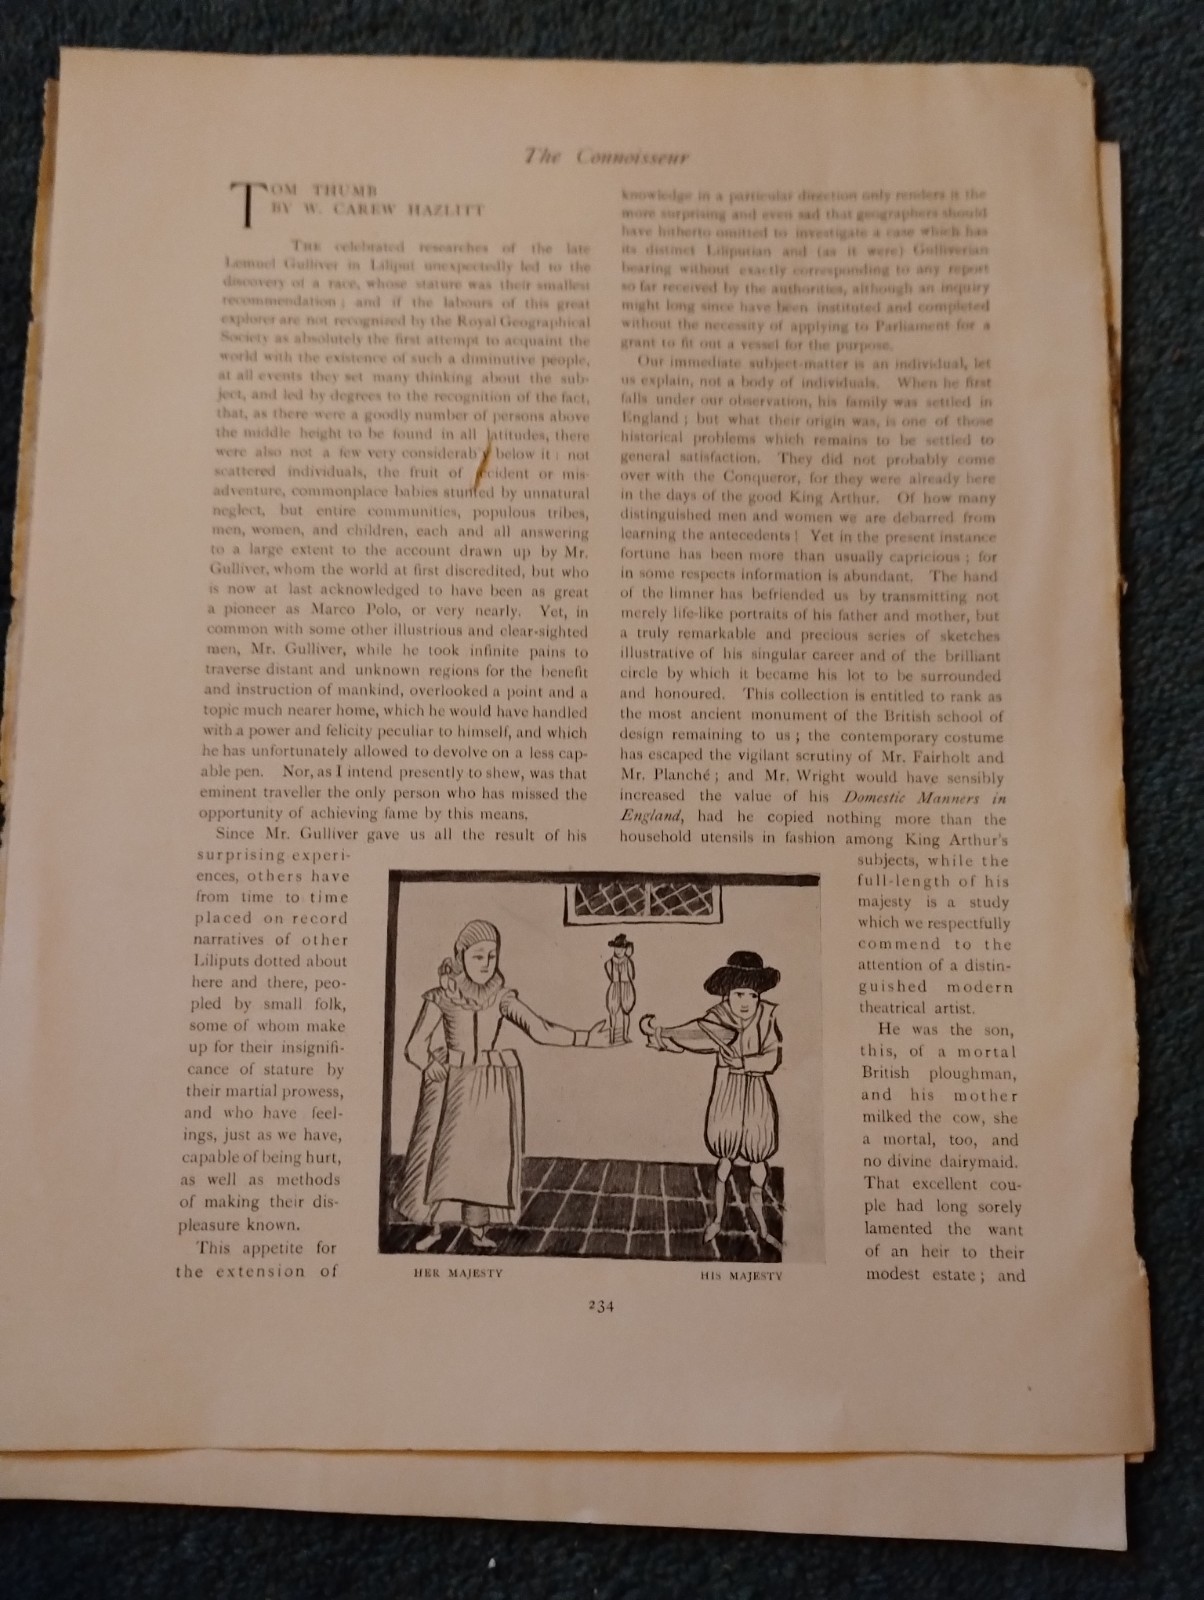 The Connoisseur
TOM THUMB
BY W. CAREW HAZLITT
THE celebrated researches of the late
Lemuel Gulliver in Liliput unexpectedly led to the
discovery of a race, whose stature was their smallest
recommendation; and if the labours of this great
explorer are not recognized by the Royal Geographical
Society as absolutely the first attempt to acquaint the
world with the existence of such a diminutive people,
at all events they set many thinking about the sub-
ject, and led by degrees to the recognition of the fact,
that, as there were a goodly number of persons above
the middle height to be found in all latitudes, there
were also not a few very considerab y below it: not
scattered individuals, the fruit of ccident or mis-
adventure, commonplace babies stunted by unnatural
neglect, but entire communities, populous tribes,
men, women, and children, each and all answering
to a large extent to the account drawn up by Mr.
Gulliver, whom the world at first discredited, but who
is now at last acknowledged to have been as great
a pioneer as Marco Polo, or very nearly. Yet, in
common with some other illustrious and clear-sighted
men, Mr. Gulliver, while he took infinite pains to
traverse distant and unknown regions for the benefit
and instruction of mankind, overlooked a point and a
topic much nearer home, which he would have handled
with a power and felicity peculiar to himself, and which
he has unfortunately allowed to devolve on a less cap-
able pen. Nor, as I intend presently to shew, was that
eminent traveller the only person who has missed the
opportunity of achieving fame by this means.
Since Mr. Gulliver gave us all the result of his
surprising experi-
ences, others have
from time to time
placed on record
narratives of other
Liliputs dotted about
here and there, peo-
pled by small folk,
some of whom make
up for their insignifi-
cance of stature by
their martial prowess,
and who have feel-
ings, just as we have,
capable of being hurt,
as well as methods
of making their dis-
pleasure known.
This appetite for
the extension of
knowledge in a particular direction only renders it the
more surprising and even sad that geographers should
have hitherto omitted to investigate a case which has
its distinct Liliputian and (as it were) Gulliverian
bearing without exactly corresponding to any report
so far received by the authorities, although an inquiry
might long since have been instituted and completed
without the necessity of applying to Parliament for a
grant to fit out a vessel for the purpose.
Our immediate subject-matter is an individual, let
us explain, not a body of individuals. When he first
falls under our observation, his family was settled in
England; but what their origin was, is one of those
historical problems which remains to be settled to
general satisfaction. They did not probably come
over with the Conqueror, for they were already here
in the days of the good King Arthur. Of how many
distinguished men and women we are debarred from
learning the antecedents! Yet in the present instance
fortune has been more than usually capricious; for
in some respects information is abundant. The hand
of the limner has befriended us by transmitting not
merely life-like portraits of his father and mother, but
a truly remarkable and precious series of sketches
illustrative of his singular career and of the brilliant
circle by which it became his lot to be surrounded
and honoured. This collection is entitled to rank as
the most ancient monument of the British school of
design remaining to us; the contemporary costume
has escaped the vigilant scrutiny of Mr. Fairholt and
Mr. Planché; and Mr. Wright would have sensibly
increased the value of his Domestic Manners in
England, had he copied nothing more than the
household utensils in fashion among King Arthur's
subjects, while the
full-length of his
majesty is a study
which we respectfully
commend to the
attention of a distin-
guished modern
theatrical artist.
He was the son,
this, of a mortal
British ploughman,
and his mother
milked the cow, she
a mortal, too, and
no divine dairymaid.
That excellent cou-
ple had long sorely
lamented the want
of an heir to their
modest estate; and
HER MAJESTY
HIS MAJESTY
234